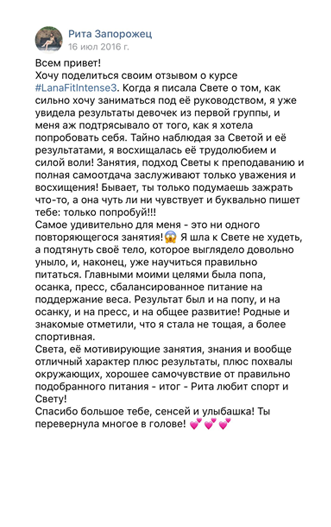 Рита Запорожец
16 июл 2016 г.
Всем привет!
Хочу поделиться своим отзывом о курсе
#LanaFitIntense3. Когда я писала Свете о том, как
сильно хочу заниматься под её руководством, я уже
увидела результаты девочек из первой группы, и
меня аж подтрясывало от того, как я хотела
попробовать себя. Тайно наблюдая за Светой и её
результатами, я восхищалась её трудолюбием и
силой воли! Занятия, подход Светы к преподаванию и
полная самоотдача заслуживают только уважения и
восхищения! Бывает, ты только подумаешь зажрать
что-то, а она чуть ли ни чувствует и буквально пишет
тебе: только попробуй!!!
Самое удивительно для меня - это ни одного
повторяющегося занятия!😱 Я шла к Свете не худеть,
а подтянуть своё тело, которое выглядело довольно
уныло, и, наконец, уже научиться правильно
питаться. Главными моими целями была попа,
осанка, пресс, сбалансированное питание на
поддержание веса. Результат был и на попу, и на
осанку, и на пресс, и на общее развитие! Родные и
знакомые отметили, что я стала не тощая, а более
спортивная.
Света, её мотивирующие занятия, знания и вообще
отличный характер плюс результаты, плюс похвалы
окружающих, хорошее самочувствие от правильно
подобранного питания - итог - Рита любит спорт и
Свету!
Спасибо большое тебе, сенсей и улыбашка! Ты
перевернула многое в голове! 💕💕💕